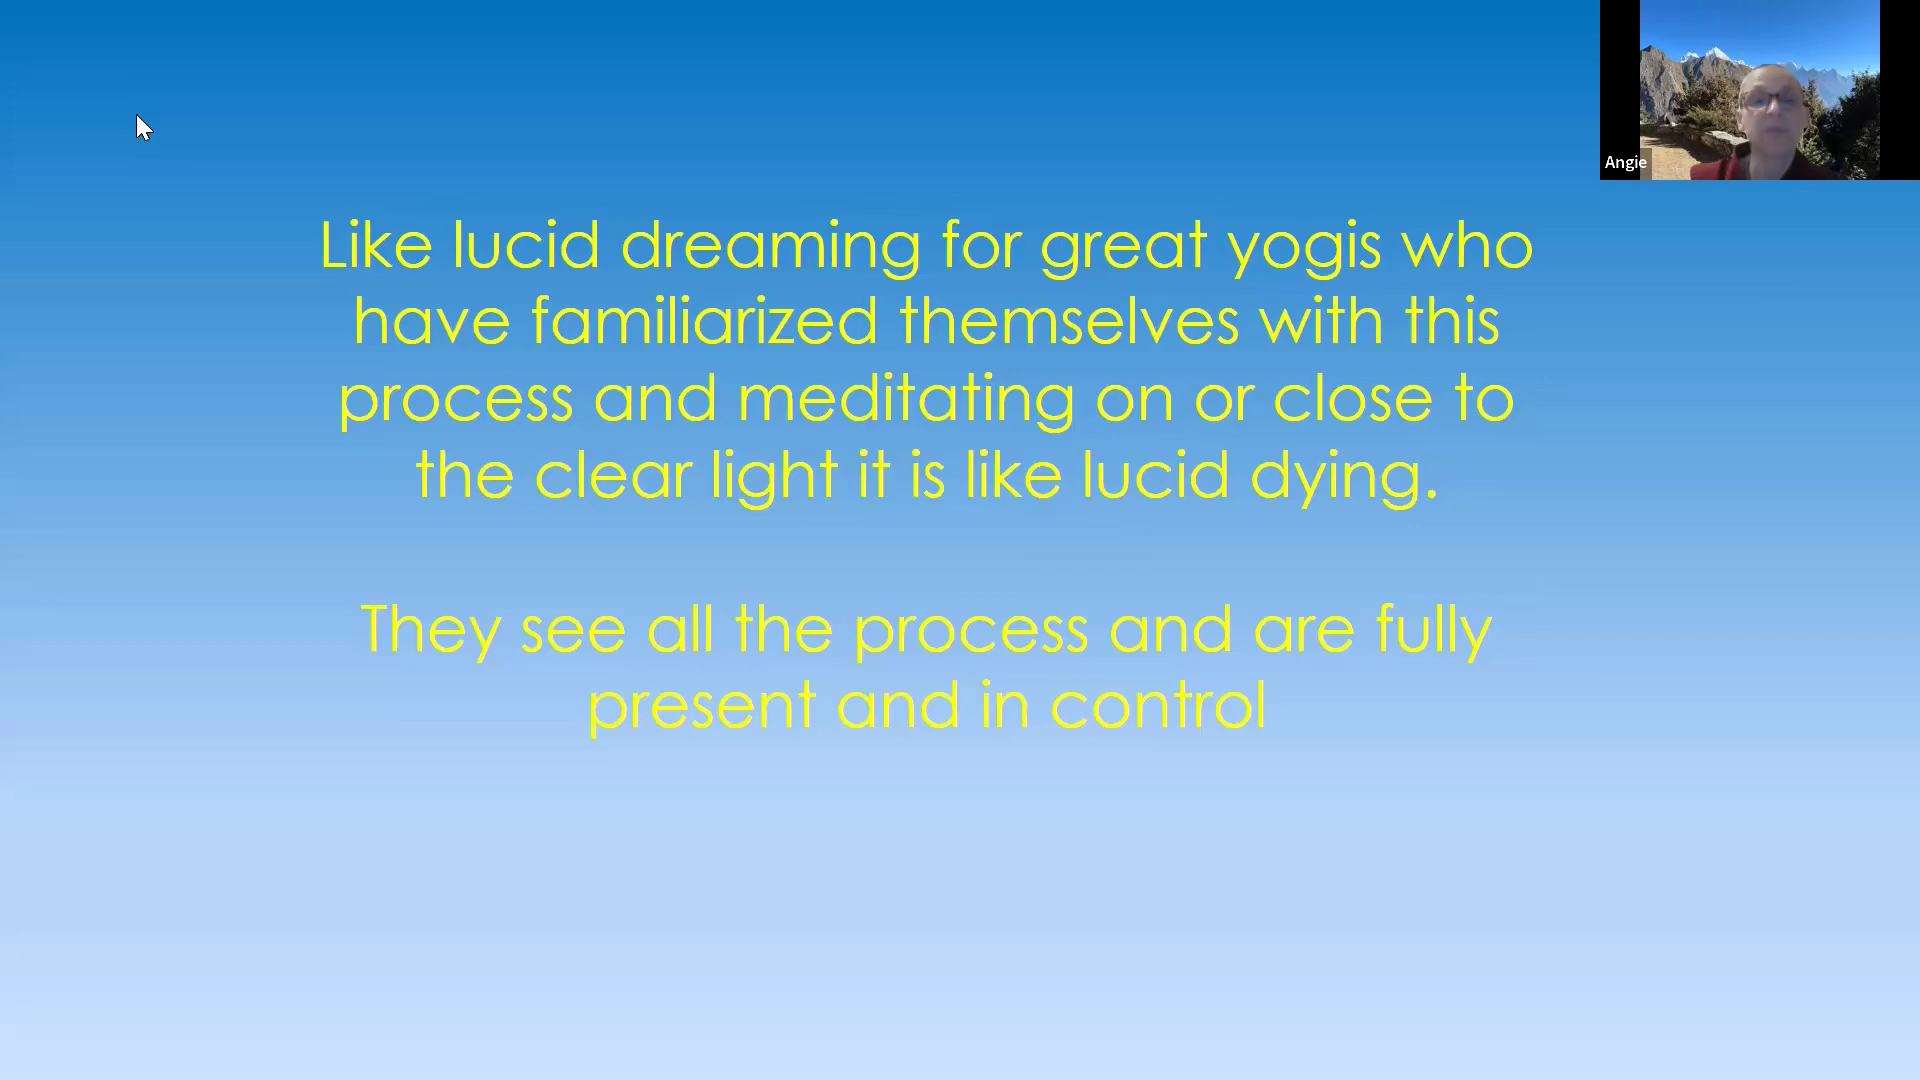 Angie
Like lucid dreaming for great yogis who
have familiarized themselves with this
process and meditating on or close to
the clear light it is like lucid dying.
They see all the process and are fully
present and in control